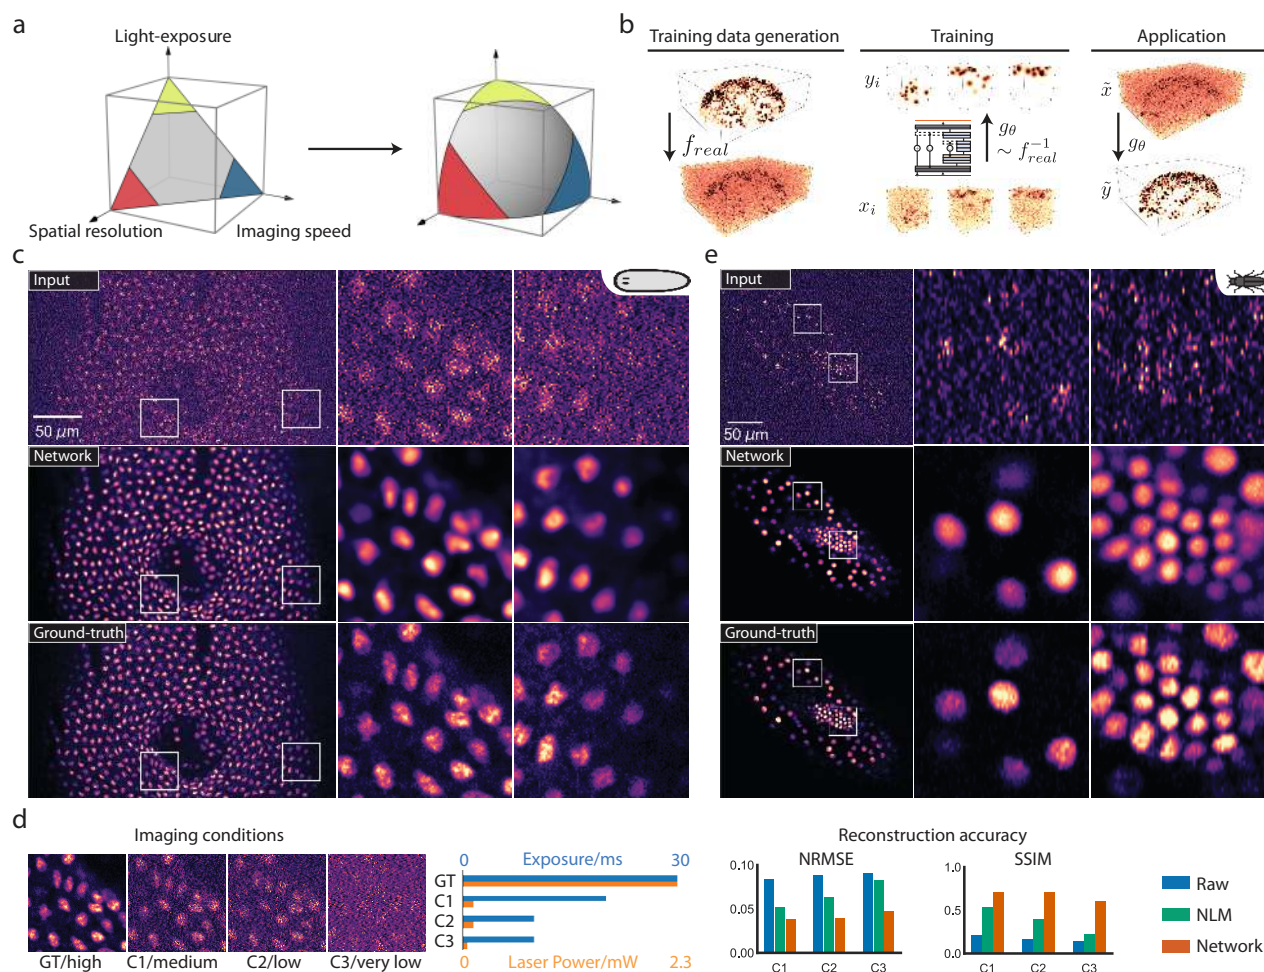 a
Light-exposure
Spatial resolution
Imaging speed
b
Training data generation
Training
Application
f_real
y_i
g_θ
∼ f_real^{-1}
x_i
x̃
g_θ
ỹ
c
Input
50 μm
Network
Ground-truth
e
Input
50 μm
Network
Ground-truth
d
Imaging conditions
GT/high
C1/medium
C2/low
C3/very low
0 Exposure/ms 30
GT
C1
C2
C3
0 Laser Power/mW 2.3
Reconstruction accuracy
NRMSE
0.10
0.05
0.00
C1 C2 C3
SSIM
1.0
0.5
0.0
C1 C2 C3
Raw
NLM
Network